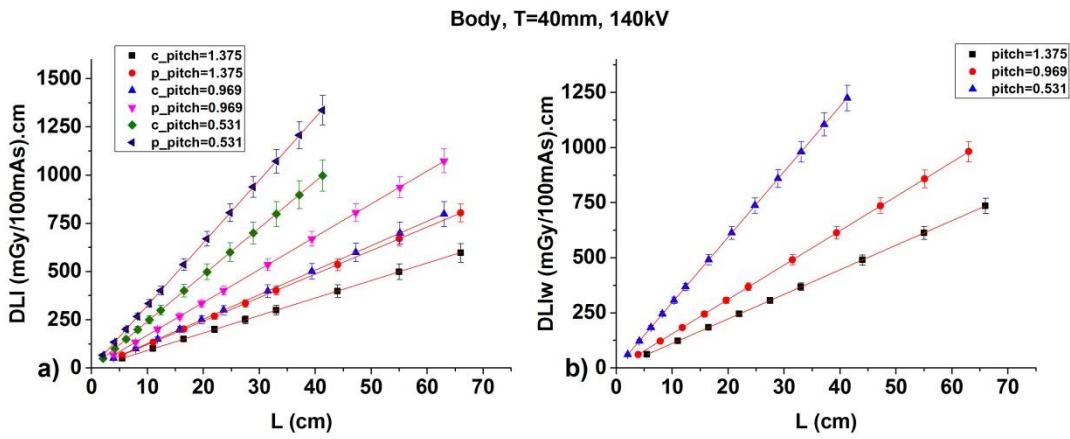 Body, T=40mm, 140kV
c_pitch=1.375
p_pitch=1.375
c_pitch=0.969
p_pitch=0.969
c_pitch=0.531
p_pitch=0.531
1500
1250
1000
750
500
250
0
DLI (mGy/100mAs).cm
a)
0 10 20 30 40 50 60 70
L (cm)
pitch=1.375
pitch=0.969
pitch=0.531
1250
1000
750
500
250
0
DLIw (mGy/100mAs).cm
b)
0 10 20 30 40 50 60 70
L (cm)